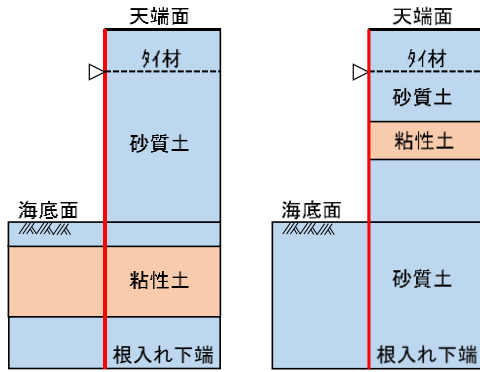 天端面
タイ材
砂質土
海底面
粘性土
根入れ下端
天端面
タイ材
砂質土
粘性土
海底面
砂質土
根入れ下端